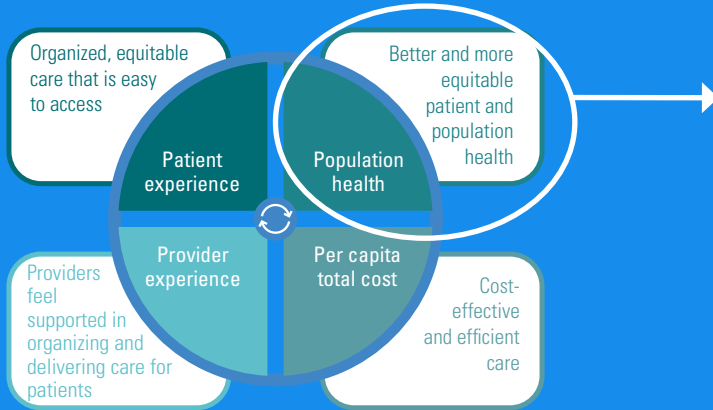 Organized, equitable
care that is easy
to access
Better and more
equitable
patient and
population
health
Patient
experience
Population
health
Provider
experience
Per capita
total cost
Providers
feel
supported in
organizing and
delivering care for
patients
Cost-
effective
and efficient
care